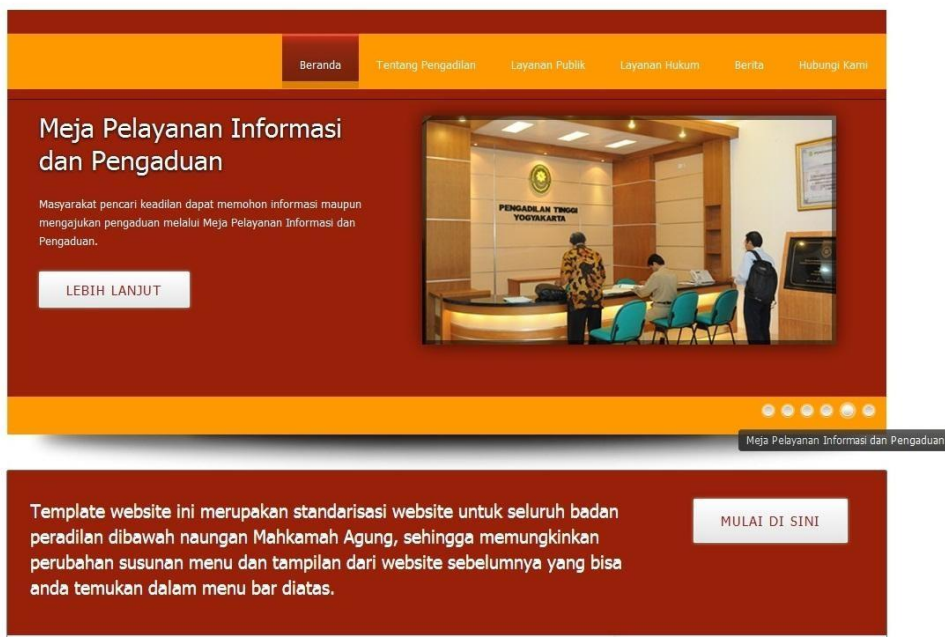 Beranda Tentang Pengadilan Layanan Publik Layanan Hukum Berita Hubungi Kami
Meja Pelayanan Informasi
dan Pengaduan
Masyarakat pencari keadilan dapat memohon informasi maupun
mengajukan pengaduan melalui Meja Pelayanan Informasi dan
Pengaduan.
LEBIH LANJUT
PENGADILAN TINGGI
YOGYAKARTA
Meja Pelayanan Informasi dan Pengaduan
Template website ini merupakan standarisasi website untuk seluruh badan
peradilan dibawah naungan Mahkamah Agung, sehingga memungkinkan
perubahan susunan menu dan tampilan dari website sebelumnya yang bisa
anda temukan dalam menu bar diatas.
MULAI DI SINI